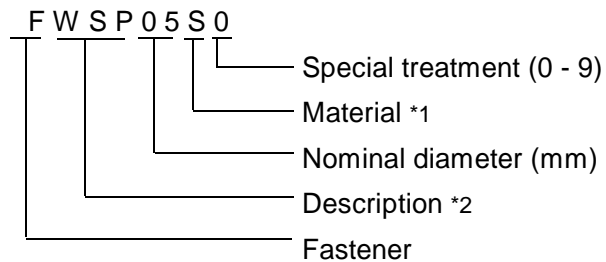 F W S P 0 5 S 0
Special treatment (0 - 9)
Material *1
Nominal diameter (mm)
Description *2
Fastener